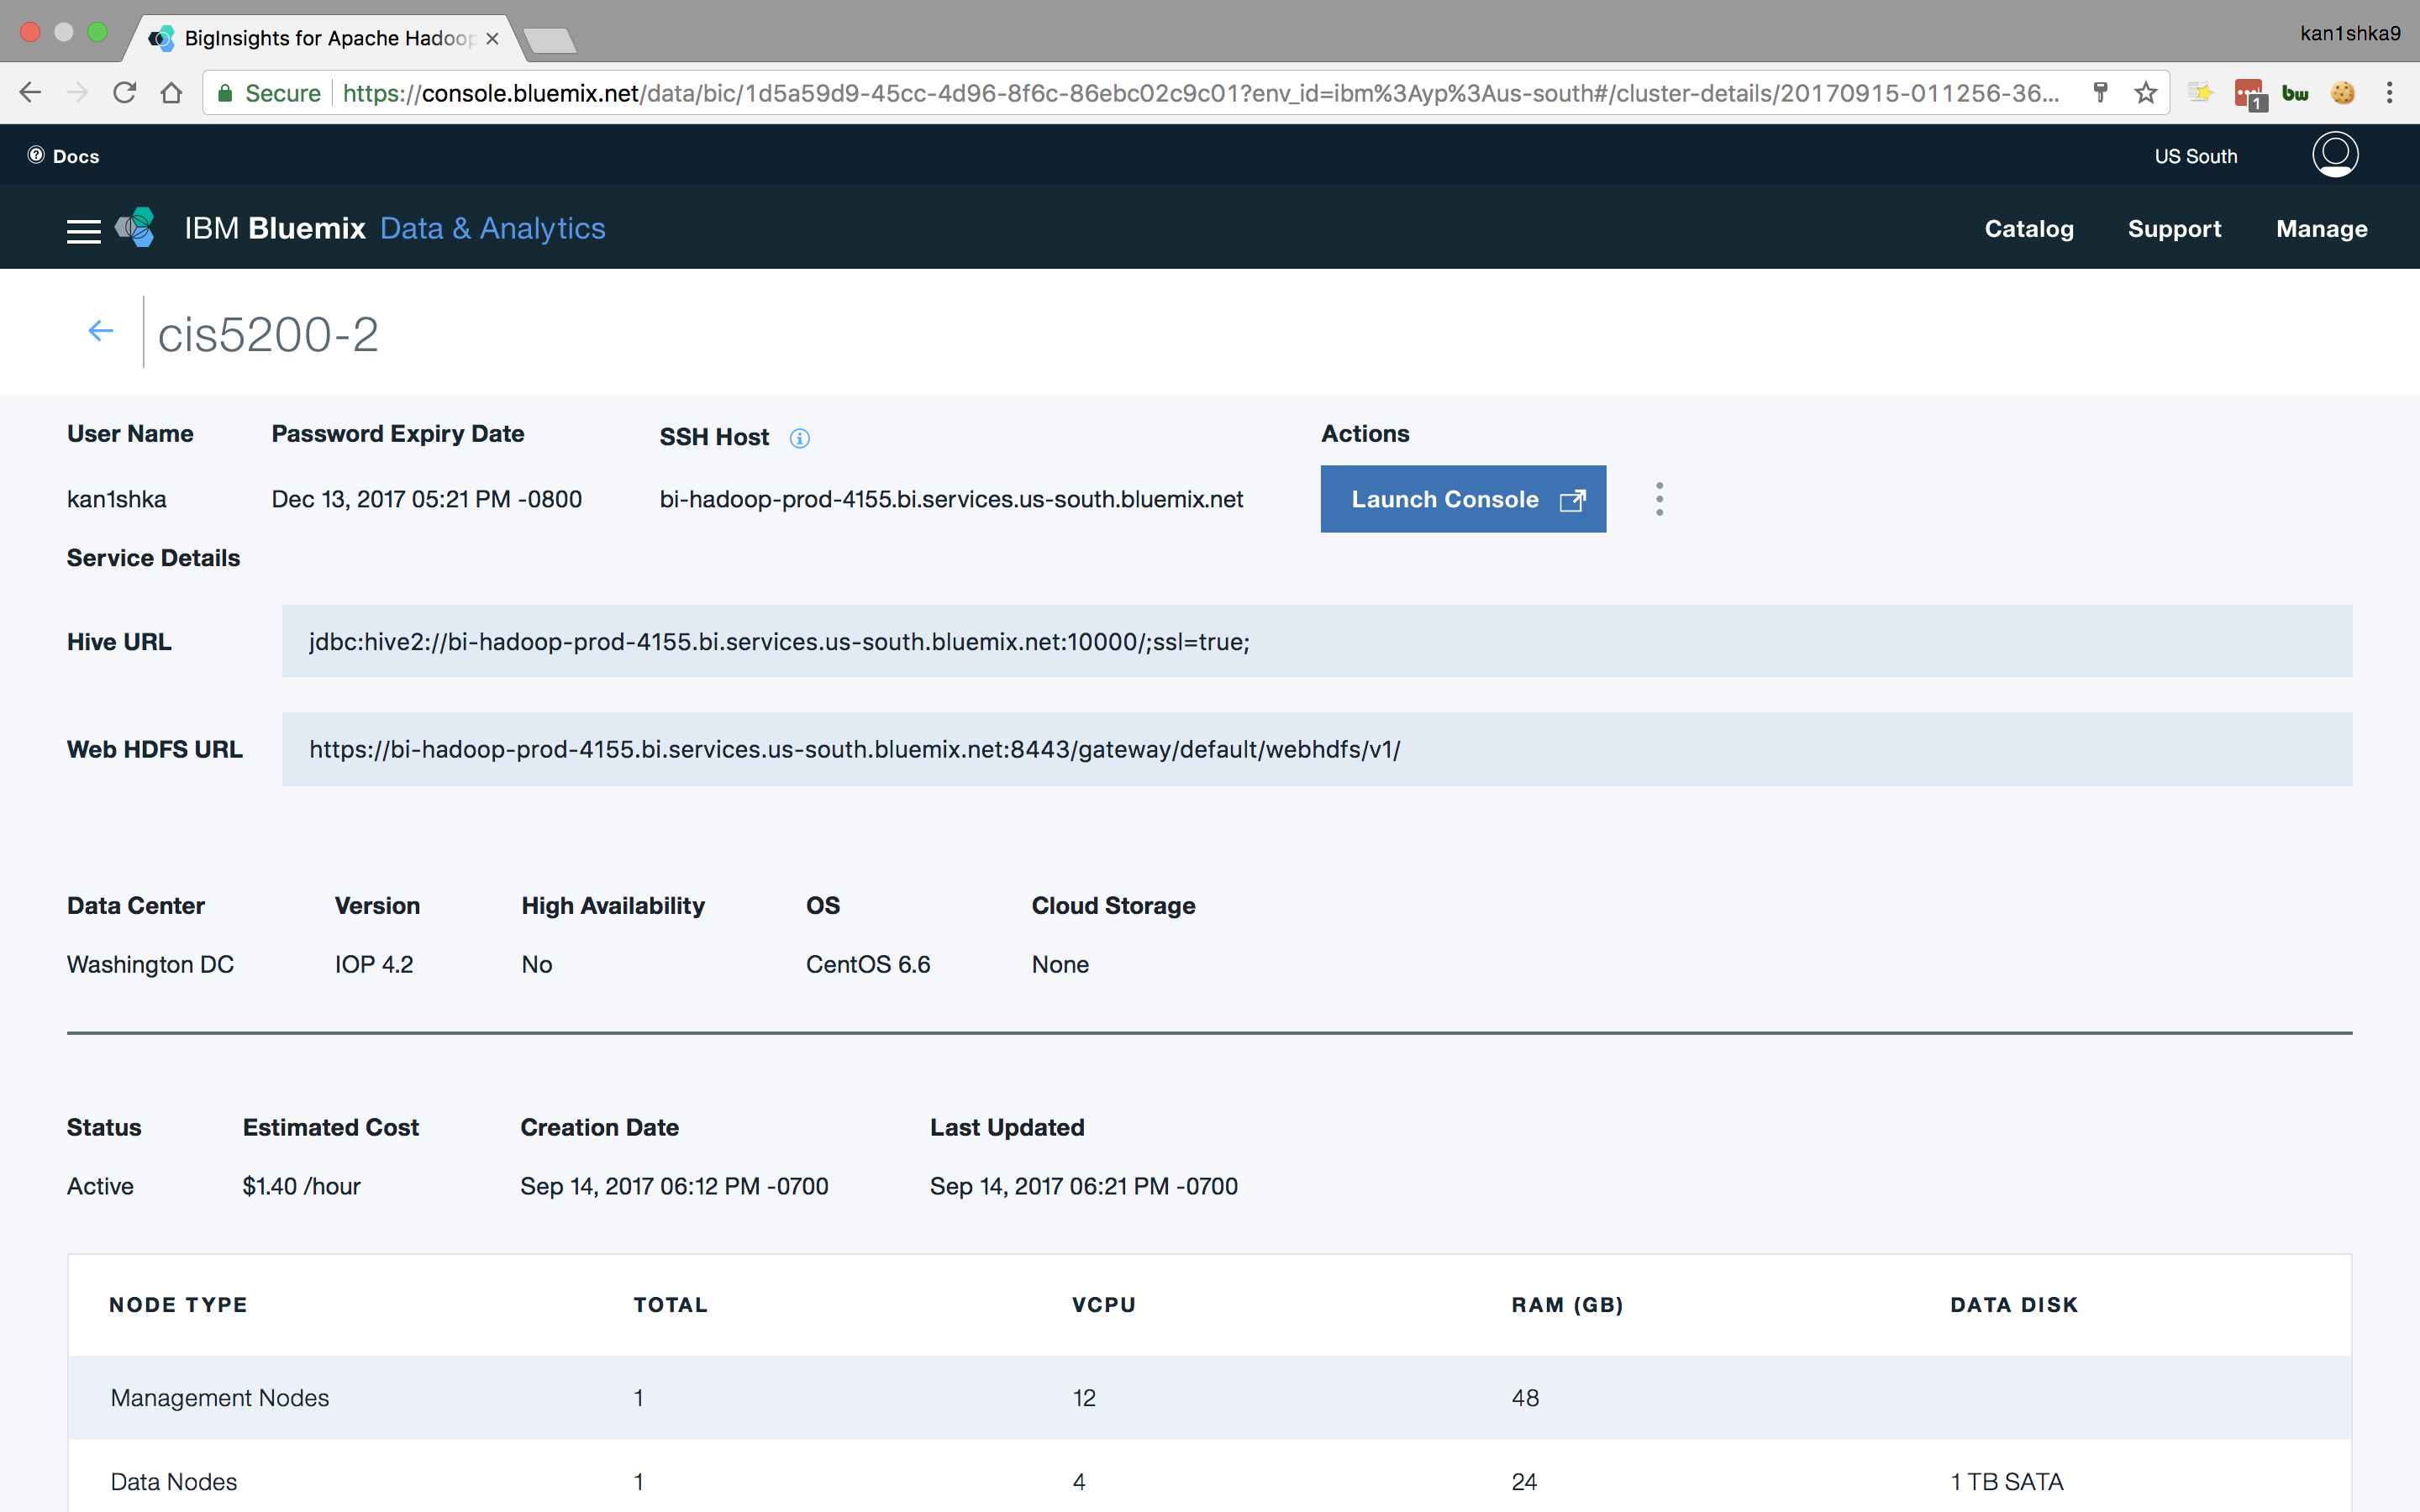 BigInsights for Apache Hadoop
kan1shka9
Secure https://console.bluemix.net/data/bic/1d5a59d9-45cc-4d96-8f6c-86ebc02c9c01?env_id=ibm%3Ayp%3Aus-south#/cluster-details/20170915-011256-36...
1
bw
Docs
US South
IBM Bluemix Data & Analytics
Catalog Support Manage
cis5200-2
User Name Password Expiry Date SSH Host Actions
kan1shka Dec 13, 2017 05:21 PM -0800 bi-hadoop-prod-4155.bi.services.us-south.bluemix.net Launch Console
Service Details
Hive URL jdbc:hive2://bi-hadoop-prod-4155.bi.services.us-south.bluemix.net:10000/;ssl=true;
Web HDFS URL https://bi-hadoop-prod-4155.bi.services.us-south.bluemix.net:8443/gateway/default/webhdfs/v1/
Data Center Version High Availability OS Cloud Storage
Washington DC IOP 4.2 No CentOS 6.6 None
Status Estimated Cost Creation Date Last Updated
Active $1.40 /hour Sep 14, 2017 06:12 PM -0700 Sep 14, 2017 06:21 PM -0700
NODE TYPE TOTAL VCPU RAM (GB) DATA DISK
Management Nodes 1 12 48
Data Nodes 1 4 24 1 TB SATA